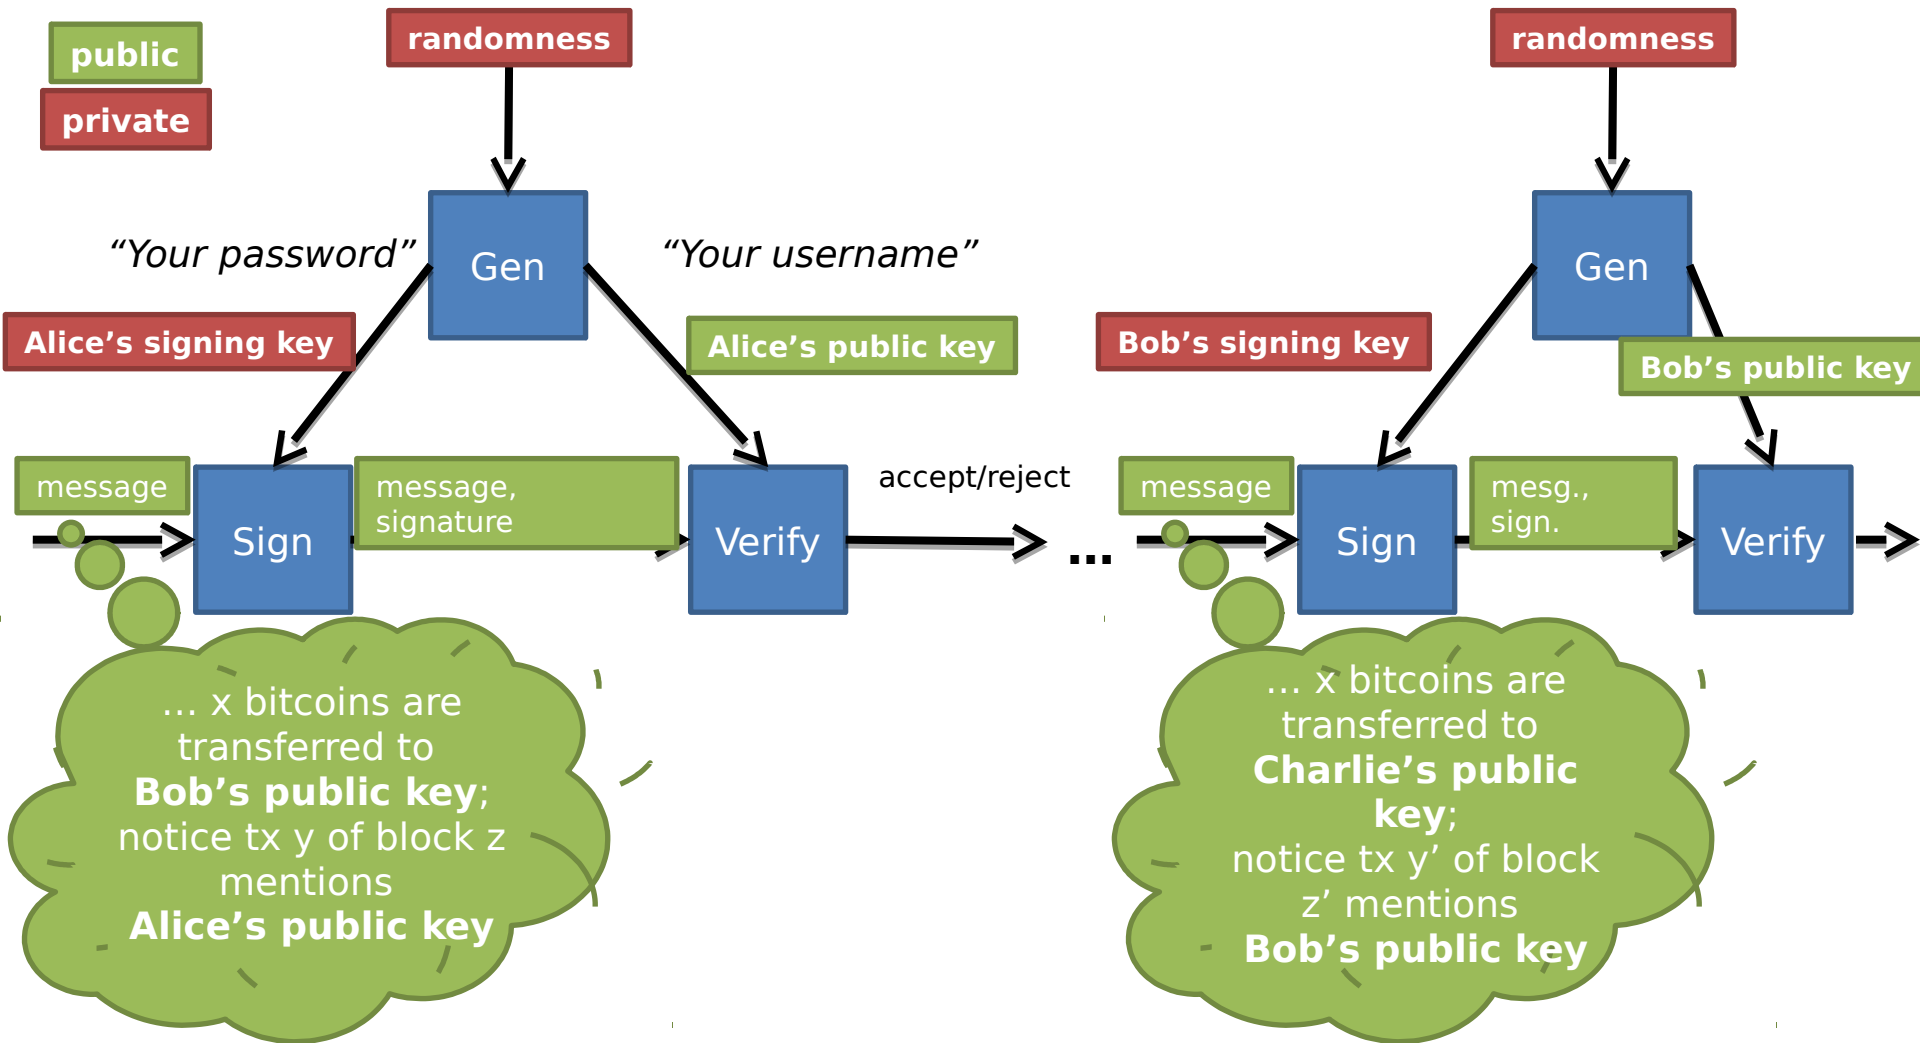 public
private
randomness
“Your password”
Gen
“Your username”
Alice’s signing key
Alice’s public key
message
Sign
message,
signature
Verify
accept/reject
... x bitcoins are
transferred to
Bob’s public key;
notice tx y of block z
mentions
Alice’s public key
...
randomness
Gen
Bob’s signing key
Bob’s public key
message
Sign
mesg.,
sign.
Verify
... x bitcoins are
transferred to
Charlie’s public
key;
notice tx y’ of block
z’ mentions
Bob’s public key